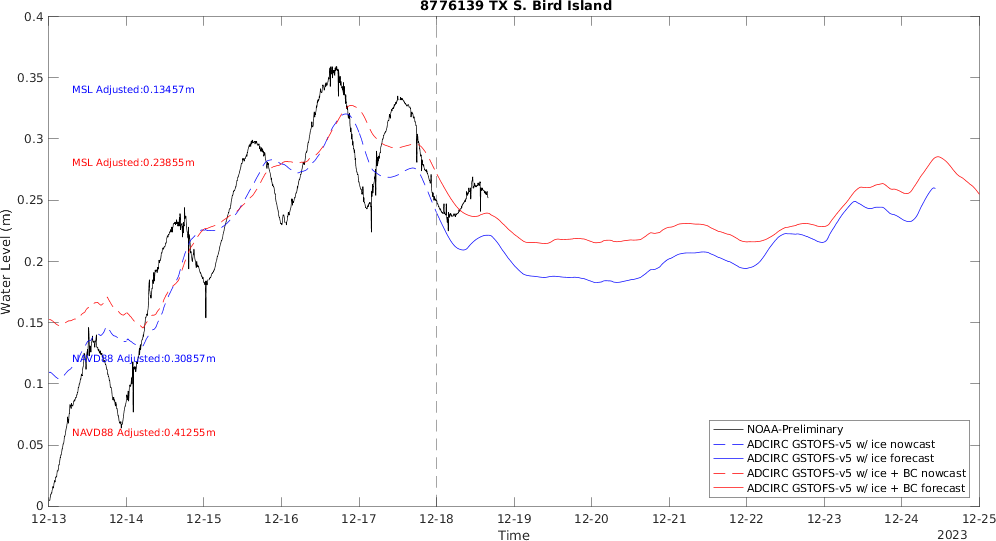 8776139 TX S. Bird Island
0.4
0.35
0.3
0.25
0.2
0.15
0.1
0.05
0
Water Level (m)
MSL Adjusted:0.13457m
MSL Adjusted:0.23855m
NAVD88 Adjusted:0.30857m
NAVD88 Adjusted:0.41255m
NOAA-Preliminary
ADCIRC GSTOFS-v5 w/ ice nowcast
ADCIRC GSTOFS-v5 w/ ice forecast
ADCIRC GSTOFS-v5 w/ ice + BC nowcast
ADCIRC GSTOFS-v5 w/ ice + BC forecast
12-13 12-14 12-15 12-16 12-17 12-18 12-19 12-20 12-21 12-22 12-23 12-24 12-25
Time
2023